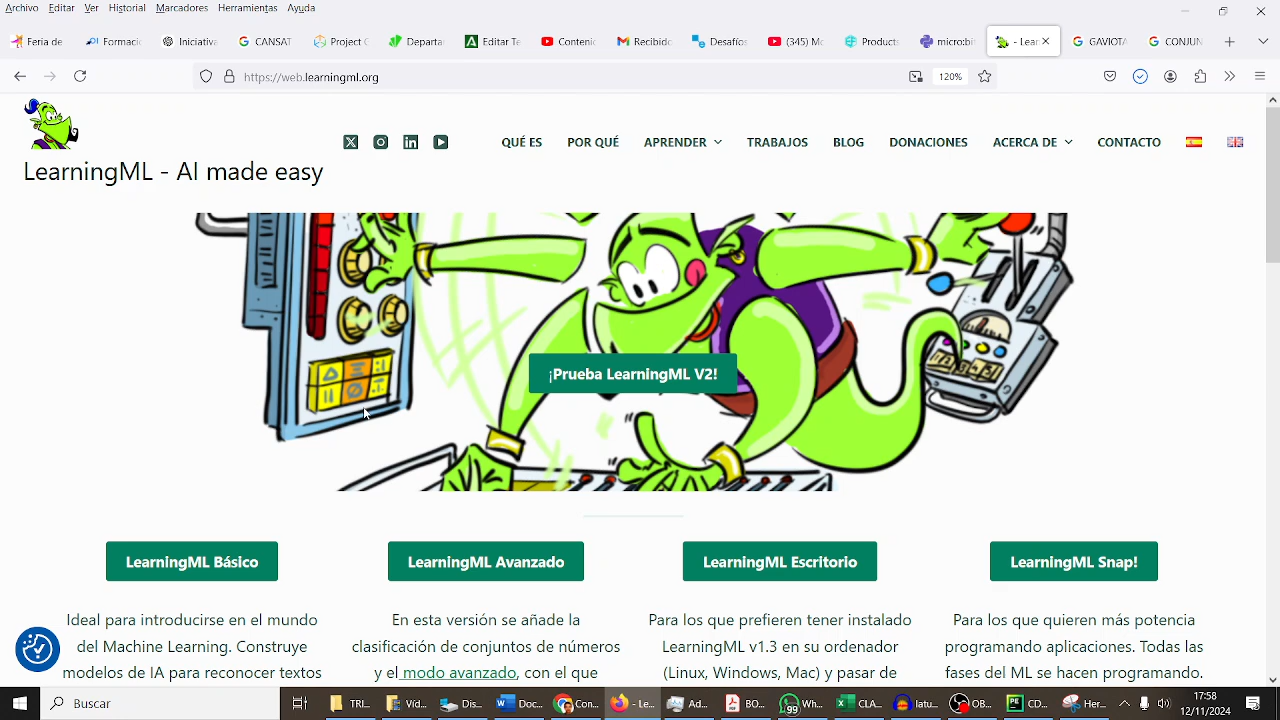 Archivo Editar Ver Historial Marcadores Herramientas Ayuda
Feria de
Formaci
Iniciativ
CANSA
Project C
Departa
Editar Te
Conteni
Recibido
Desafíos
(345) M
Products
micro:bi
- Lear
GAVIOTA
CONJUN
https://web.learningml.org
120%
QUÉ ES POR QUÉ APRENDER TRABAJOS BLOG DONACIONES ACERCA DE CONTACTO
LearningML - AI made easy
¡Prueba LearningML V2!
LearningML Básico
LearningML Avanzado
LearningML Escritorio
LearningML Snap!
Ideal para introducirse en el mundo
del Machine Learning. Construye
modelos de IA para reconocer textos
En esta versión se añade la
clasificación de conjuntos de números
y el modo avanzado, con el que
Para los que prefieren tener instalado
LearningML v1.3 en su ordenador
(Linux, Windows, Mac) y pasar de
Para los que quieren más potencia
programando aplicaciones. Todas las
fases del ML se hacen programando.
Buscar
TRI...
Vid...
Dis...
Doc...
Con...
- Le...
Ad...
BO...
99
Wh...
CLA...
Fatu...
OB...
CO...
He...
17:58
12/11/2024